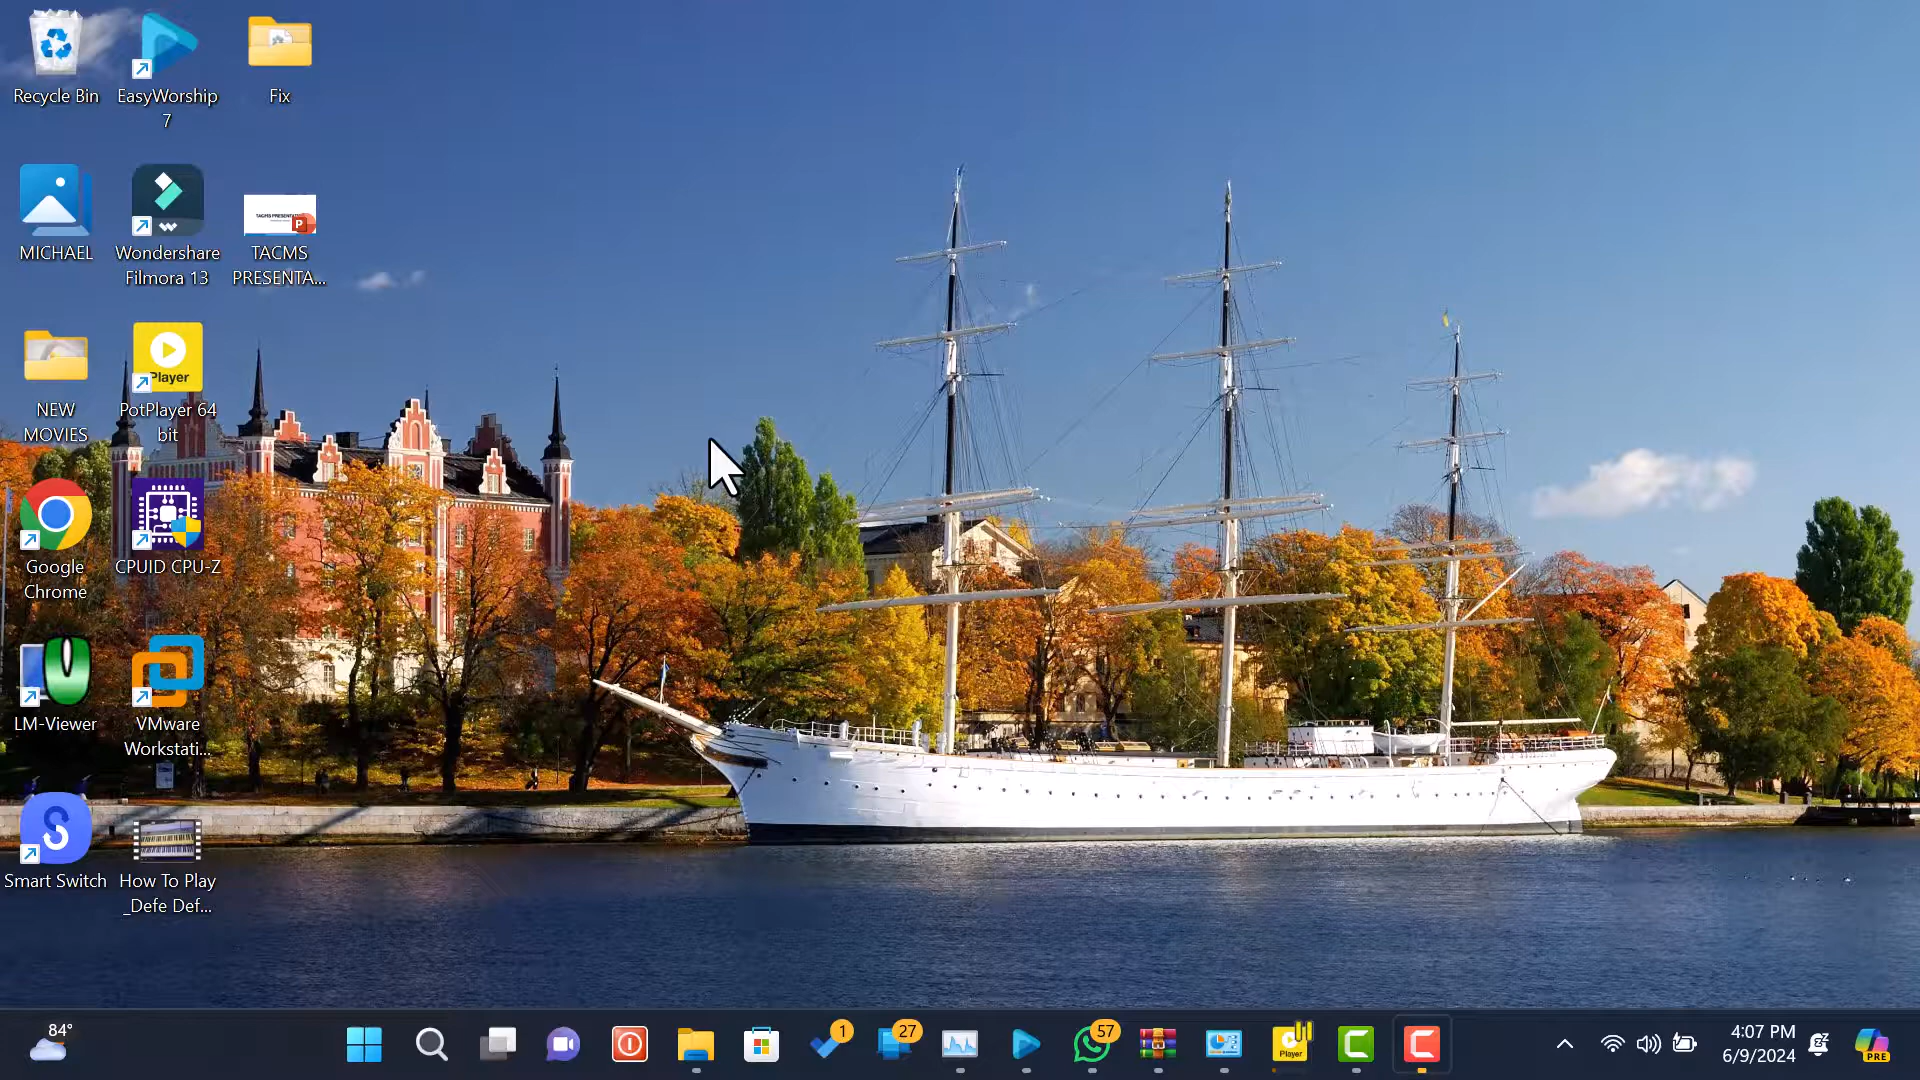 Recycle Bin
EasyWorship
7
Fix
MICHAEL
Wondershare
Filmora 13
TACMS PRESENTAT
P
TACMS
PRESENTA...
NEW
MOVIES
Player
PotPlayer 64
bit
Google
Chrome
CPUID CPU-Z
LM-Viewer
VMware
Workstati...
Smart Switch
How To Play
_Defe Def...
84°
1
27
57
Player
4:07 PM
6/9/2024
PRE